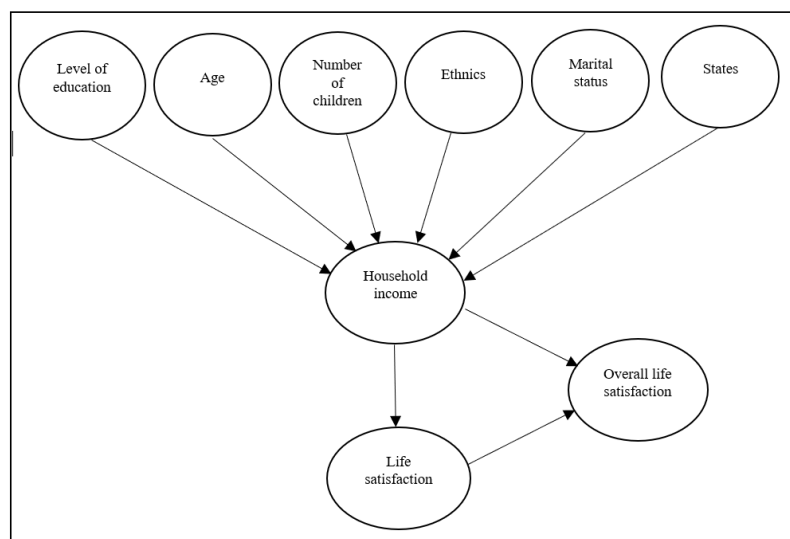 Level of
education
Age
Number
of
children
Ethnics
Marital
status
States
Household
income
Overall life
satisfaction
Life
satisfaction